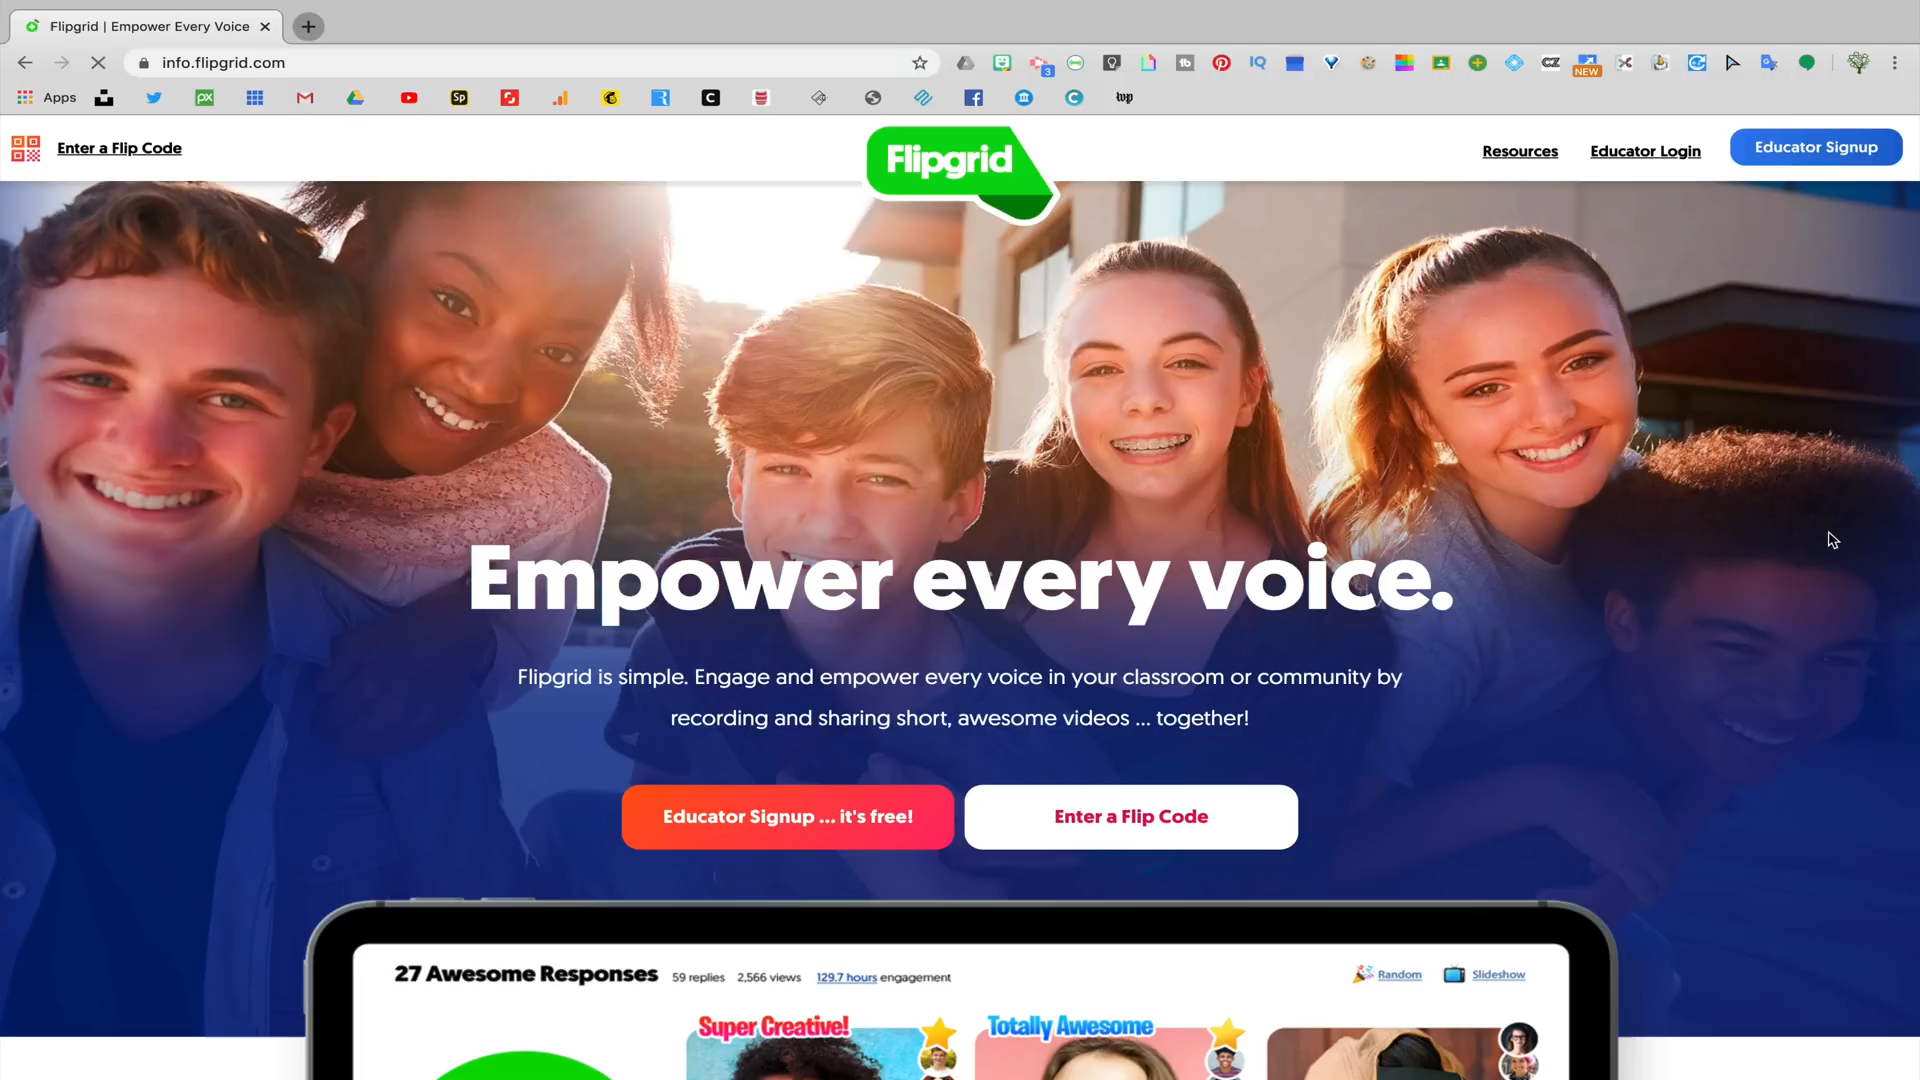 Flipgrid | Empower Every Voice
info.flipgrid.com
3
NEW
Apps
Enter a Flip Code
Flipgrid
Resources
Educator Login
Educator Signup
Empower every voice.
Flipgrid is simple. Engage and empower every voice in your classroom or community by
recording and sharing short, awesome videos ... together!
Educator Signup ... it's free!
Enter a Flip Code
27 Awesome Responses
59 replies
2,566 views
129.7 hours engagement
Random
Slideshow
Super Creative!
Totally Awesome